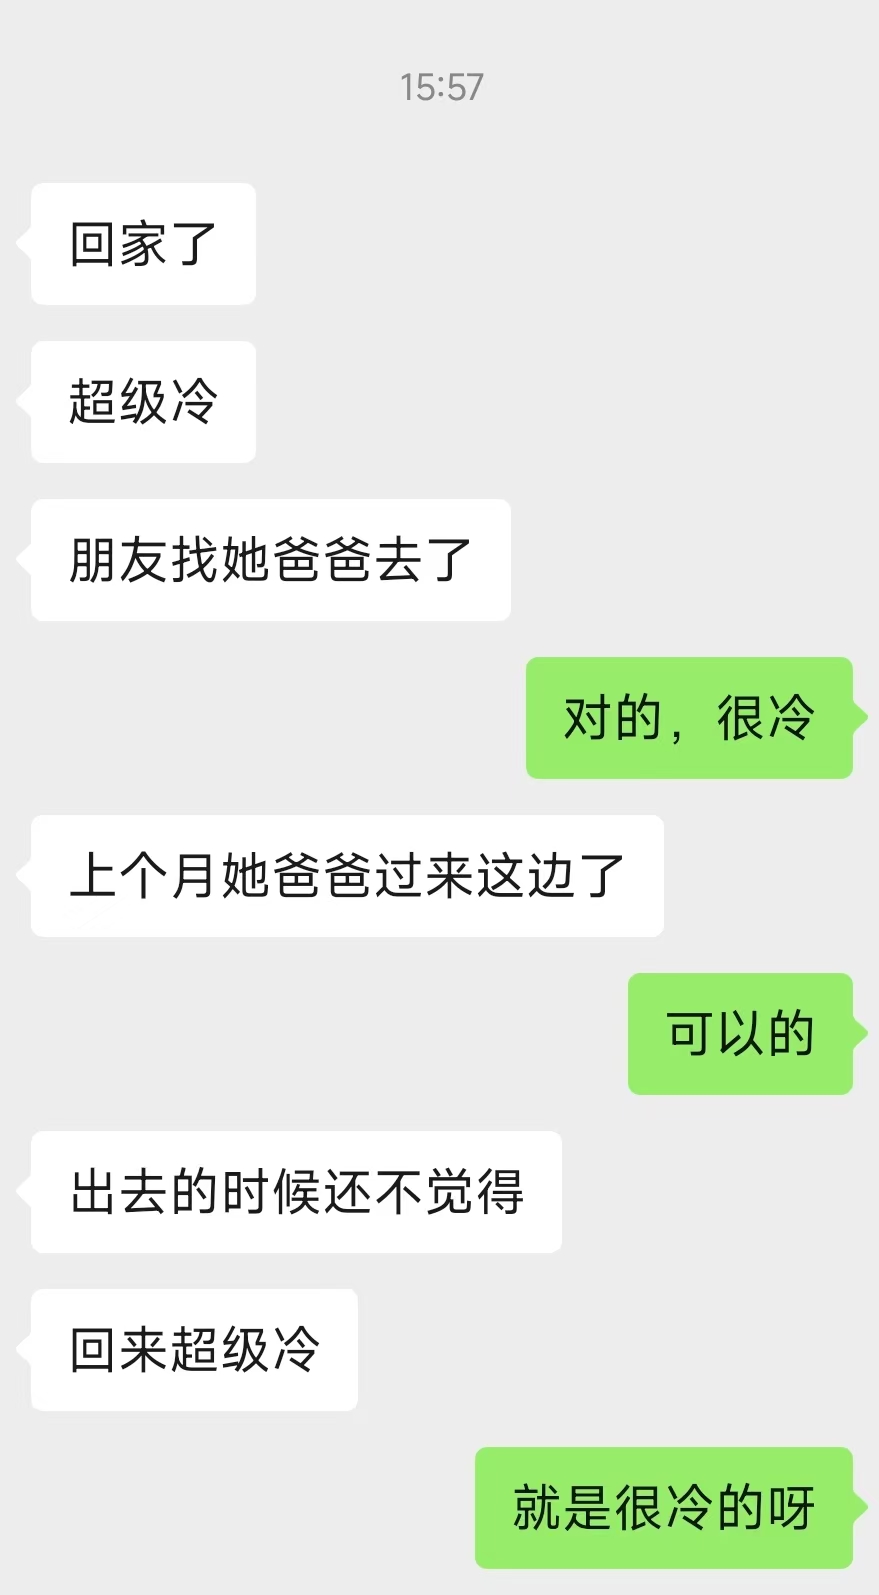 15:57
回家了
超级冷
朋友找她爸爸去了
对的，很冷
上个月她爸爸过来这边了
可以的
出去的时候还不觉得
回来超级冷
就是很冷的呀